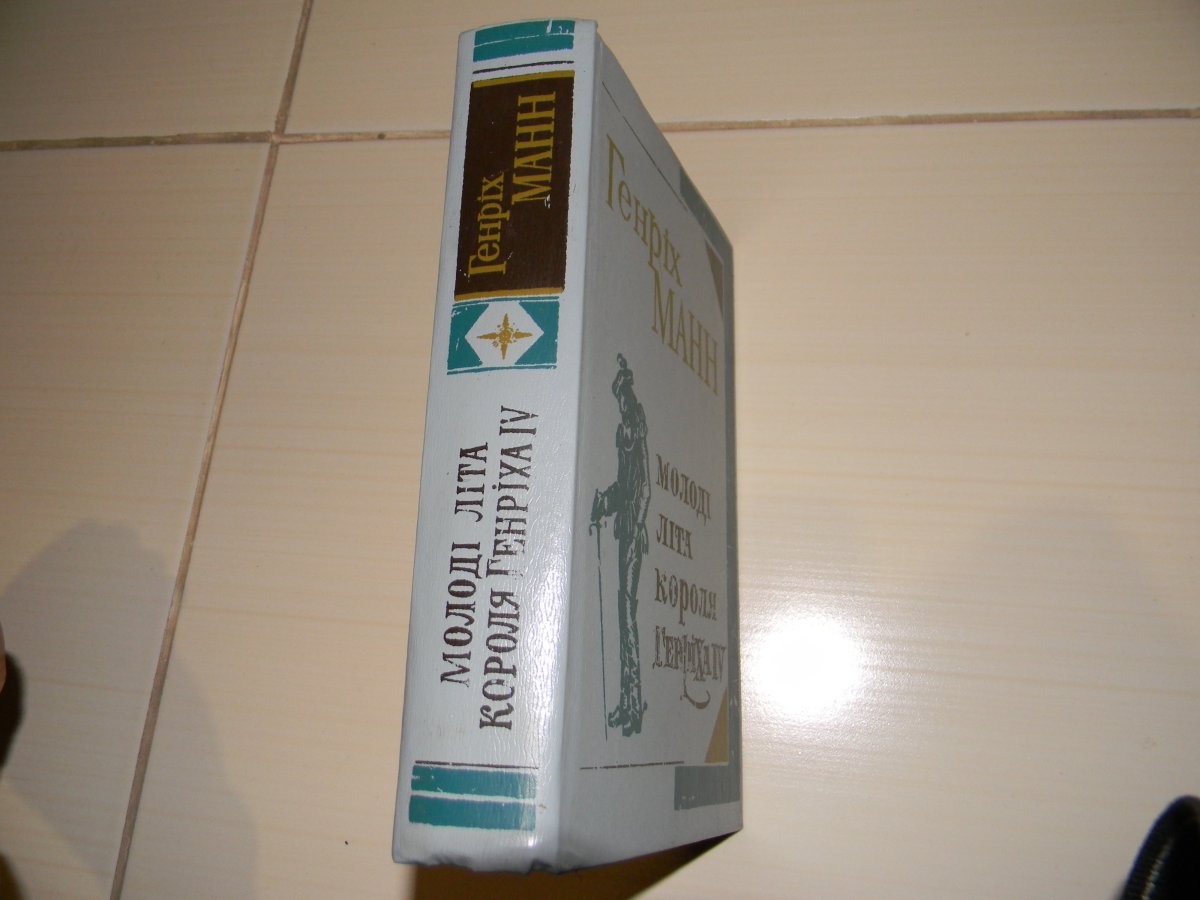 Генріх
МАНН
МОЛОДІ ЛІТА
КОРОЛЯ ГЕНРІХА IV
Генріх
МАНН
МОЛОДІ
ЛІТА
КОРОЛЯ
ГЕНРІХА IV